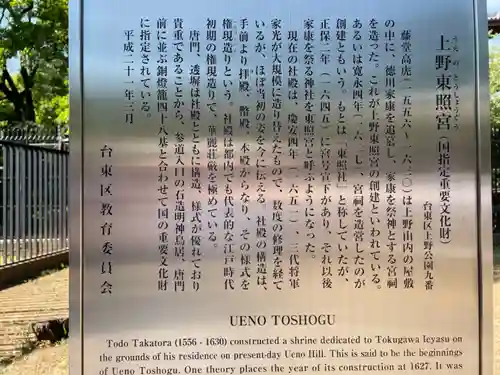 うえのとうしょうぐう
上野東照宮（国指定重要文化財）
台東区上野公園九番
藤堂高虎（一五五六～一六三〇）は上野山内の屋敷
の中に、徳川家康を追慕し、家康を祭神とする宮祠
を造った。これが上野東照宮の創建といわれている。
あるいは寛永四年（一六二七）、宮祠を造営したのが
創建ともいう。もとは「東照社」と称していたが、
正保二年（一六四五）に宮号宣下があり、それ以後
家康を祭る神社を東照宮と呼ぶようになった。
現在の社殿は、慶安四年（一六五一）、三代将軍
家光が大規模に造り替えたもので、数度の修理を経て
いるが、ほぼ当初の姿を今に伝える。社殿の構造は、
手前より拝殿、幣殿、本殿からなり、その様式を
権現造りという。社殿は都内でも代表的な江戸時代
初期の権現造りで、華麗荘厳を極めている。
唐門、透塀は社殿とともに構造、様式が優れており
貴重であることから、参道入口の石造明神鳥居、唐門
前に並ぶ銅燈籠四十八基と合わせて国の重要文化財
に指定されている。
平成二十一年三月
台東区教育委員会
UENO TOSHOGU
Todo Takatora (1556 - 1630) constructed a shrine dedicated to Tokugawa Ieyasu on
the grounds of his residence on present-day Ueno Hill. This is said to be the beginnings
of Ueno Toshogu. One theory places the year of its construction at 1627. It was